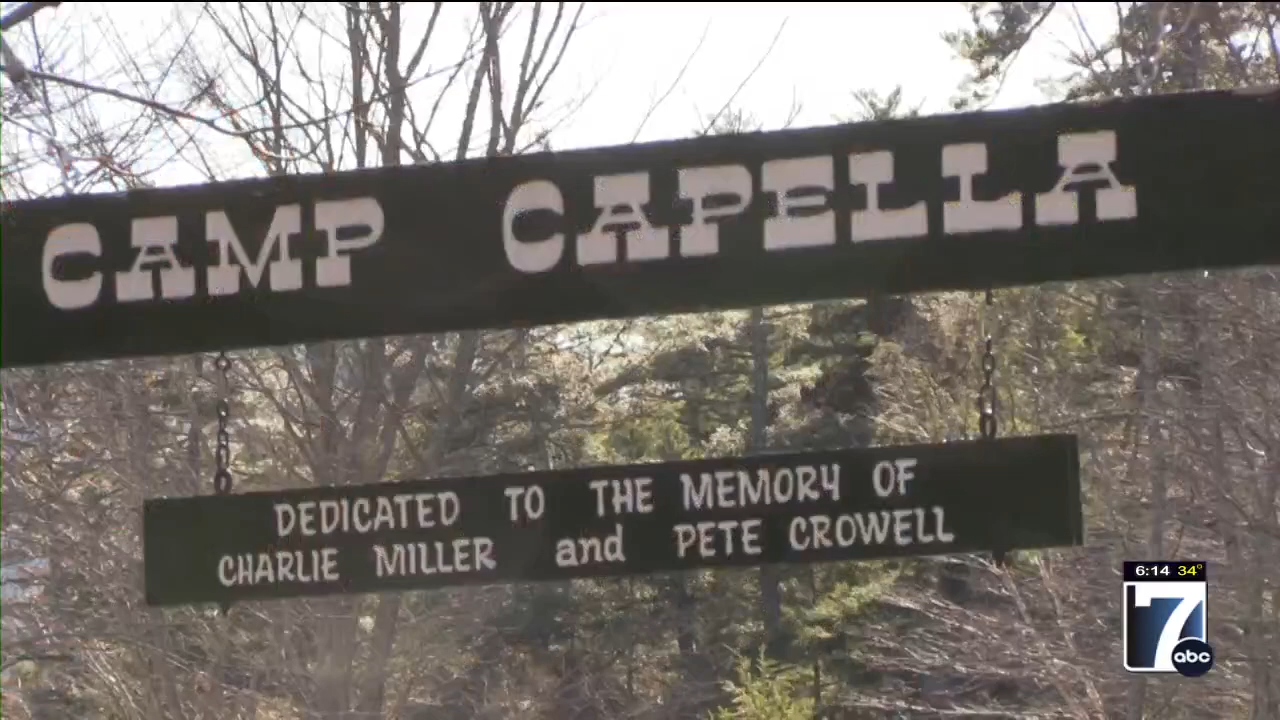 CAMP CAPELLA
DEDICATED TO THE MEMORY OF
CHARLIE MILLER and PETE CROWELL
6:14 34°
7
abc